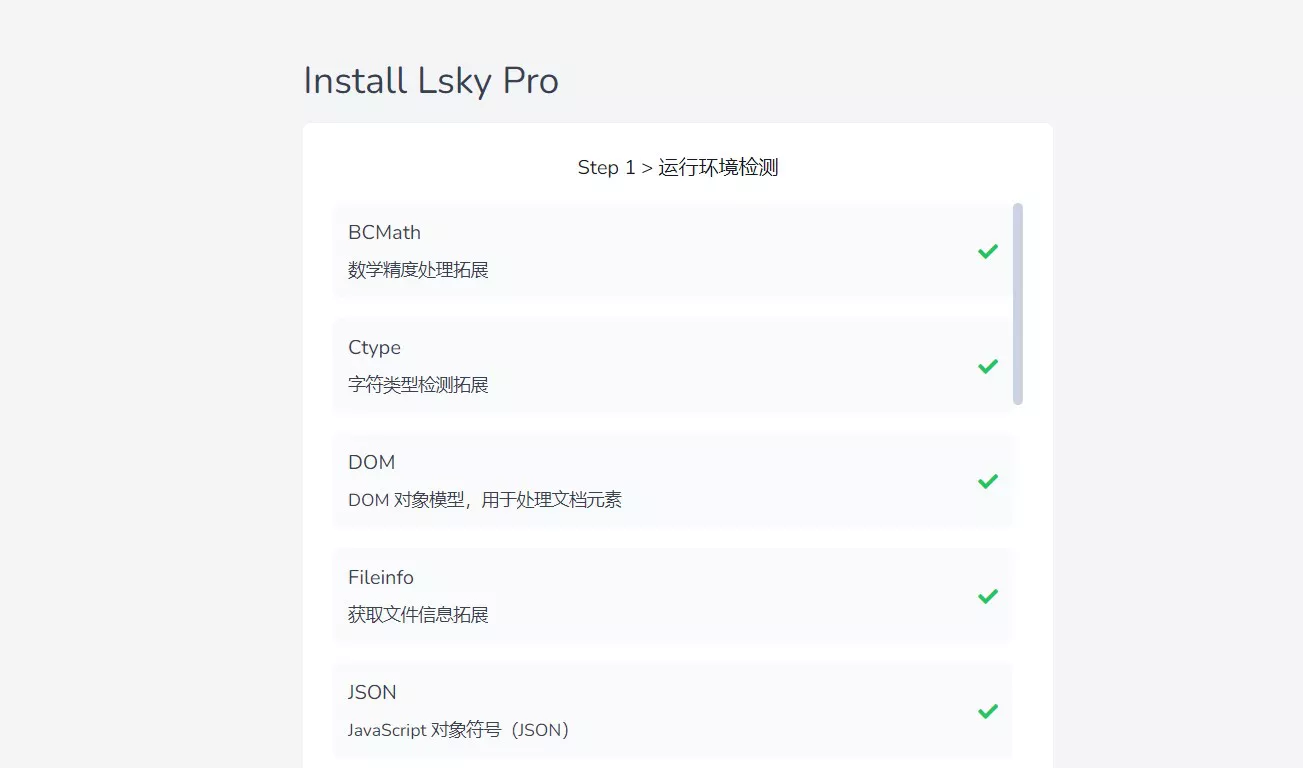 Install Lsky Pro
Step 1 > 运行环境检测
BCMath
数学精度处理拓展
Ctype
字符类型检测拓展
DOM
DOM 对象模型，用于处理文档元素
Fileinfo
获取文件信息拓展
JSON
JavaScript 对象符号（JSON）